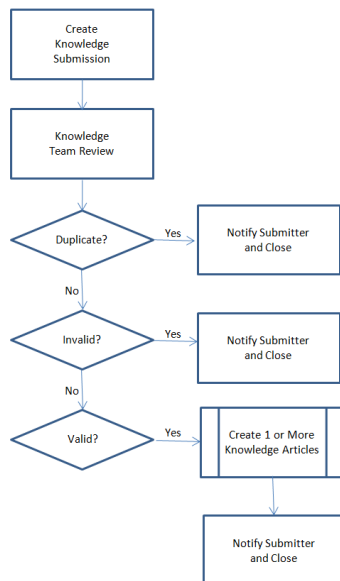 Create
Knowledge
Submission
Knowledge
Team Review
Duplicate?
Yes
Notify Submitter
and Close
No
Invalid?
Yes
Notify Submitter
and Close
No
Valid?
Yes
Create 1 or More
Knowledge Articles
Notify Submitter
and Close